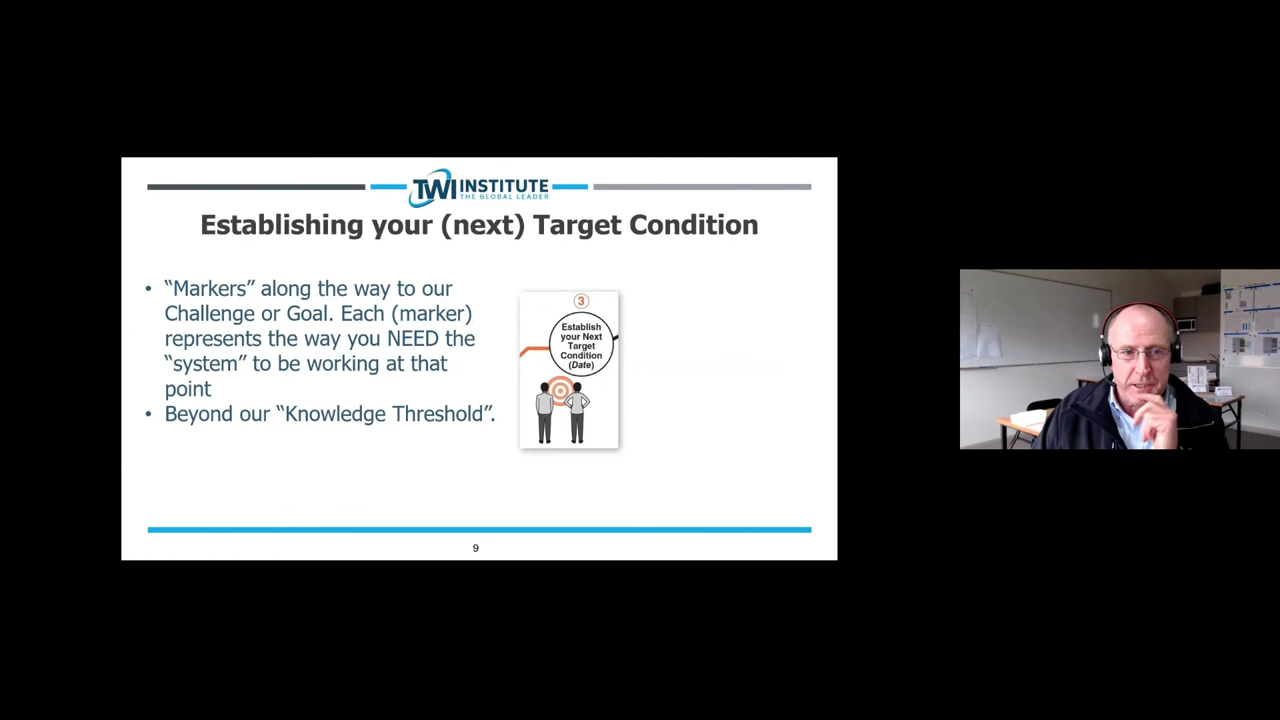 TWI INSTITUTE
THE GLOBAL LEADER
Establishing your (next) Target Condition
• “Markers” along the way to our
Challenge or Goal. Each (marker)
represents the way you NEED the
“system” to be working at that
point
• Beyond our “Knowledge Threshold”.
3
Establish
your Next
Target
Condition
(Date)
9